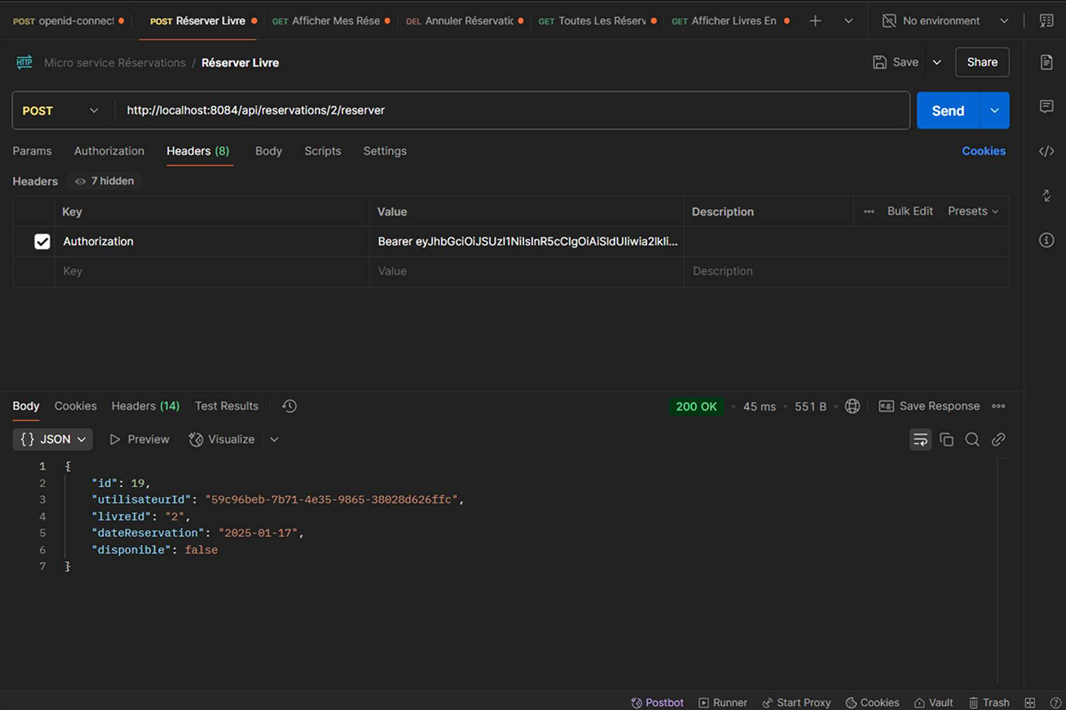 POST openid-connect POST Réserver Livre GET Afficher Mes Rése DEL Annuler Réservatic GET Toutes Les Réserv GET Afficher Livres En No environment
HTTP Micro service Réservations / Réserver Livre Save Share
POST http://localhost:8084/api/reservations/2/reserver Send
Params Authorization Headers (8) Body Scripts Settings Cookies
Headers 7 hidden
Key Value Description Bulk Edit Presets
Authorization Bearer
Key Value Description
Body Cookies Headers (14) Test Results 200 OK 45 ms 551 B e.g. Save Response
{} JSON Preview Visualize
1 {
2 "id": 19,
3 "utilisateurId": "59c96beb-7b71-4e35-9865-38028d626ffc",
4 "livreId": "2",
5 "dateReservation": "2025-01-17",
6 "disponible": false
7 }
Postbot Runner Start Proxy Cookies Vault Trash